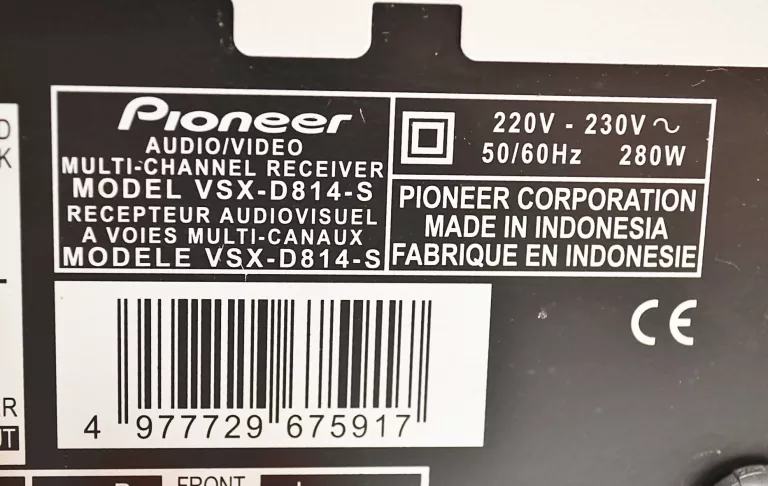 Pioneer
AUDIO/VIDEO
MULTI-CHANNEL RECEIVER
MODEL VSX-D814-S
RECEPTEUR AUDIOVISUEL
A VOIES MULTI-CANAUX
MODELE VSX-D814-S
220V - 230V ~
50/60Hz 280W
PIONEER CORPORATION
MADE IN INDONESIA
FABRIQUE EN INDONESIE
CE
4 977729 675917
FRONT